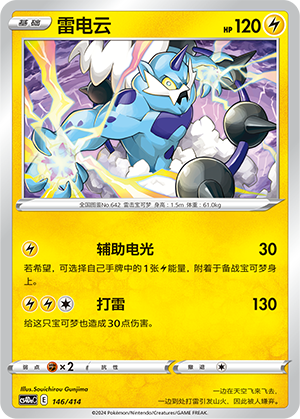 基础
雷电云
HP 120
全国图鉴No.642 雷击宝可梦 身高：1.5m 体重：61.0kg
辅助电光 30
若希望，可选择自己手牌中的1张 能量，附着于备战宝可梦身上。
打雷 130
给这只宝可梦也造成30点伤害。
弱点 ×2 抵抗力 撤退
Illus.Souichirou Gunjima
E 146/414
一边在天空飞来飞去，
一边到处打雷引发山火，因此被人嫌弃。
©2024 Pokémon/Nintendo/Creatures/GAME FREAK.